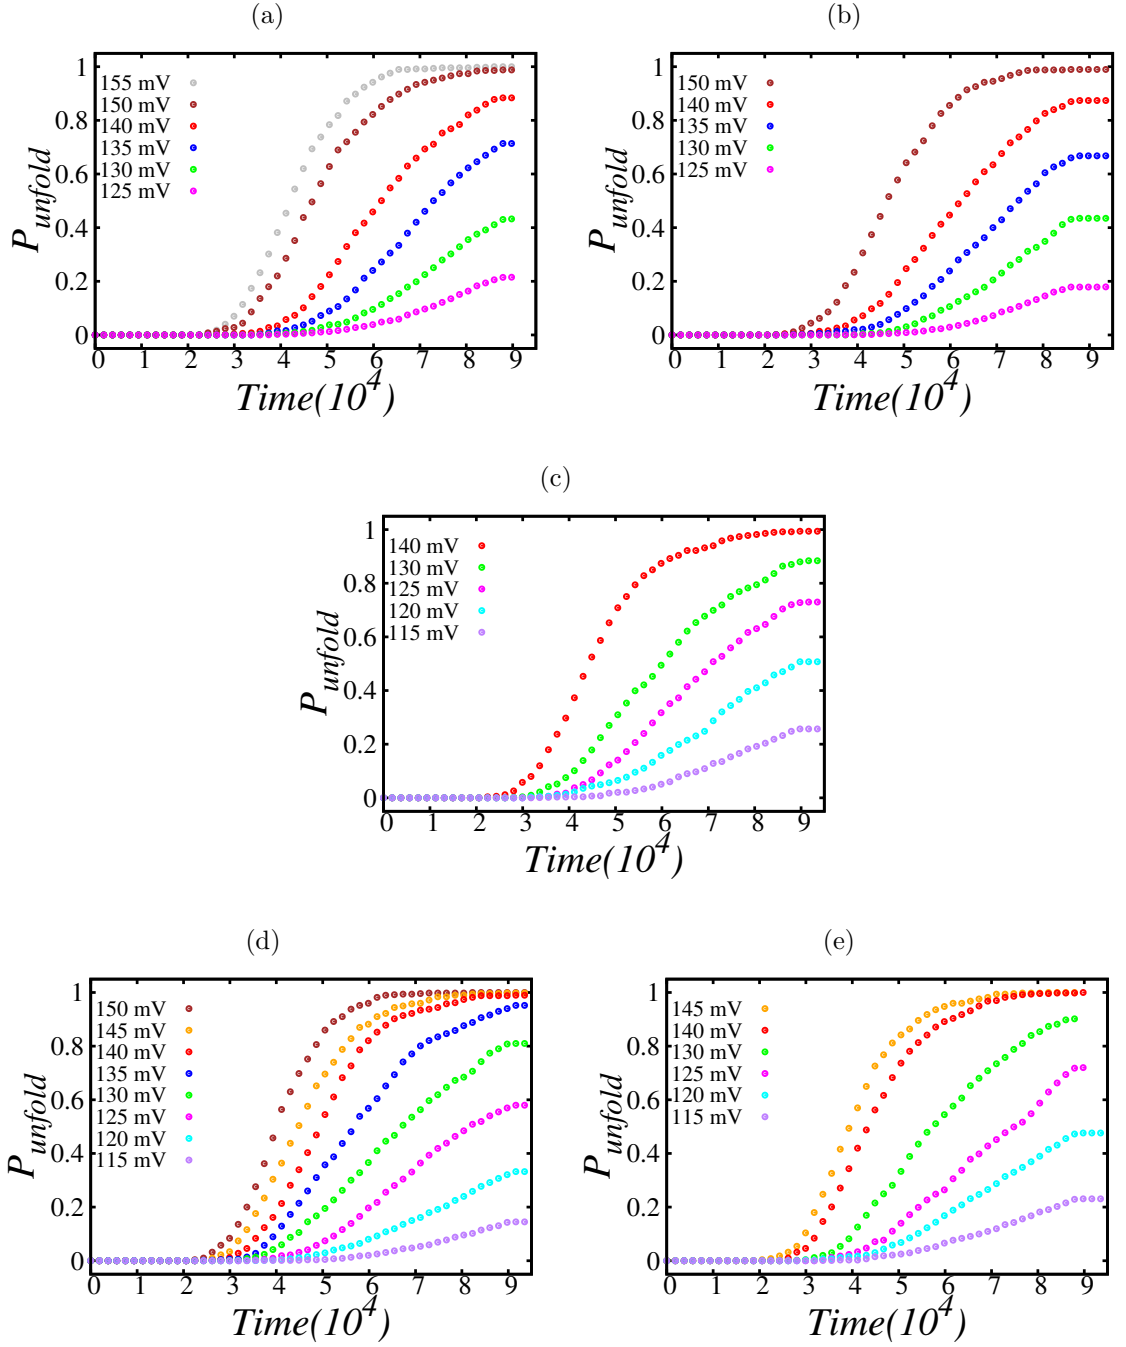 (a)
1
0.8
0.6
0.4
0.2
0
P unfold
155 mV
150 mV
140 mV
135 mV
130 mV
125 mV
0 1 2 3 4 5 6 7 8 9
Time(10^4)
(b)
1
0.8
0.6
0.4
0.2
0
P unfold
150 mV
140 mV
135 mV
130 mV
125 mV
0 1 2 3 4 5 6 7 8 9
Time(10^4)
(c)
1
0.8
0.6
0.4
0.2
0
P unfold
140 mV
130 mV
125 mV
120 mV
115 mV
0 1 2 3 4 5 6 7 8 9
Time(10^4)
(d)
1
0.8
0.6
0.4
0.2
0
P unfold
150 mV
145 mV
140 mV
135 mV
130 mV
125 mV
120 mV
115 mV
0 1 2 3 4 5 6 7 8 9
Time(10^4)
(e)
1
0.8
0.6
0.4
0.2
0
P unfold
145 mV
140 mV
130 mV
125 mV
120 mV
115 mV
0 1 2 3 4 5 6 7 8 9
Time(10^4)